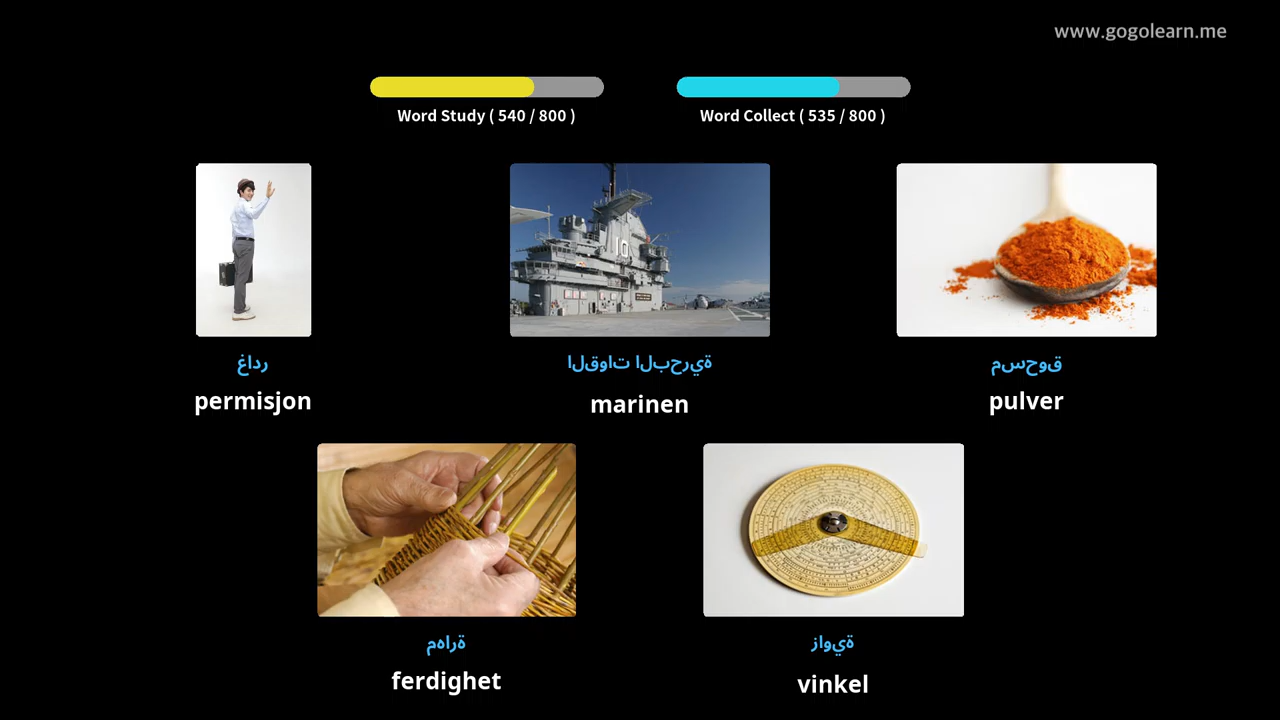 www.gogolearn.me
Word Study ( 540 / 800 )
Word Collect ( 535 / 800 )
غادر
permisjon
القوات البحرية
marinen
مسحوق
pulver
مهارة
ferdighet
زاوية
vinkel